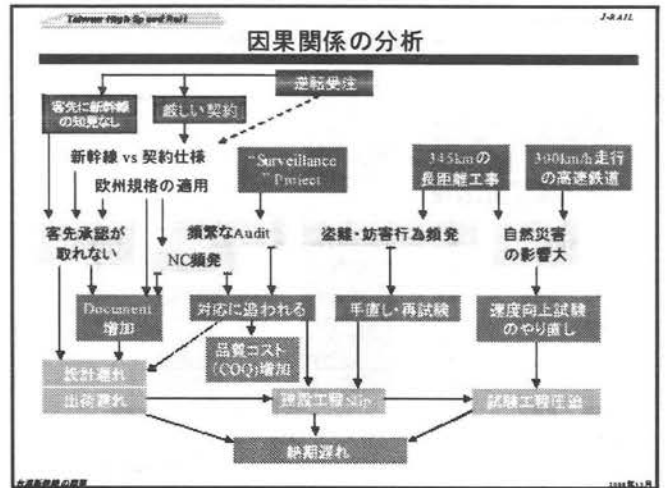 Taiwan High Speed Rail
J-RAIL
因果関係の分析
逆転受注
客先に新幹線
の知見なし
厳しい契約
新幹線 vs 契約仕様
欧州規格の適用
"Surveillance
" Project
345kmの
長距離工事
300km/h走行
の高速鉄道
客先承認が
取れない
頻繁なAudit
NC頻発
盗難・妨害行為頻発
自然災害
の影響大
Document
増加
対応に追われる
手直し・再試験
速度向上試験
のやり直し
品質コスト
(COQ)増加
設計遅れ
出荷遅れ
建設工程Slip
試験工程圧迫
納期遅れ